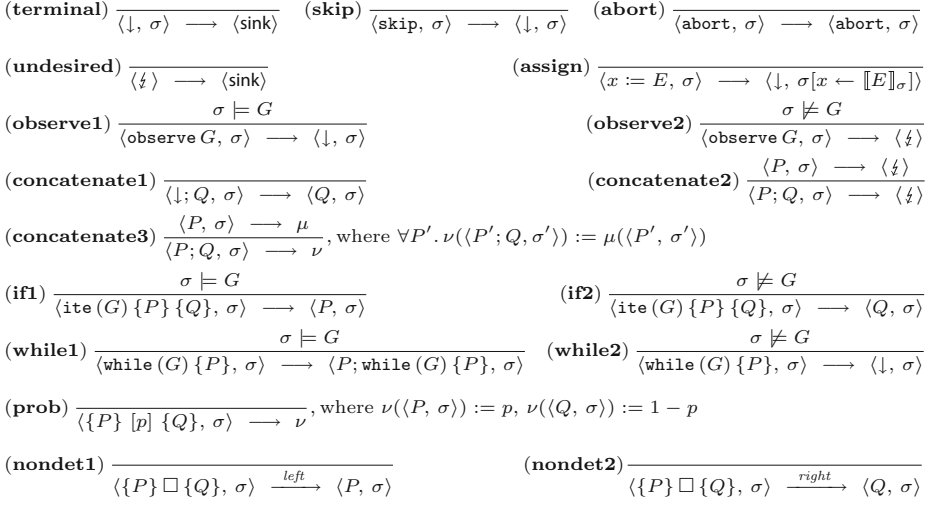 (terminal) ⟨↓, σ⟩ ⟶ ⟨sink⟩ (skip) ⟨skip, σ⟩ ⟶ ⟨↓, σ⟩ (abort) ⟨abort, σ⟩ ⟶ ⟨abort, σ⟩
(undesired) ⟨↯⟩ ⟶ ⟨sink⟩ (assign) ⟨x := E, σ⟩ ⟶ ⟨↓, σ[x ← ⟦E⟧σ]⟩
σ ⊨ G σ ⊭ G
(observe1) ⟨observe G, σ⟩ ⟶ ⟨↓, σ⟩ (observe2) ⟨observe G, σ⟩ ⟶ ⟨↯⟩
⟨P, σ⟩ ⟶ ⟨↯⟩
(concatenate1) ⟨↓; Q, σ⟩ ⟶ ⟨Q, σ⟩ (concatenate2) ⟨P; Q, σ⟩ ⟶ ⟨↯⟩
⟨P, σ⟩ ⟶ μ
(concatenate3) ⟨P; Q, σ⟩ ⟶ ν , where ∀P′. ν(⟨P′; Q, σ′⟩) := μ(⟨P′, σ′⟩)
σ ⊨ G σ ⊭ G
(if1) ⟨ite (G) {P} {Q}, σ⟩ ⟶ ⟨P, σ⟩ (if2) ⟨ite (G) {P} {Q}, σ⟩ ⟶ ⟨Q, σ⟩
σ ⊨ G σ ⊭ G
(while1) ⟨while (G) {P}, σ⟩ ⟶ ⟨P; while (G) {P}, σ⟩ (while2) ⟨while (G) {P}, σ⟩ ⟶ ⟨↓, σ⟩
(prob) ⟨{P} [p] {Q}, σ⟩ ⟶ ν , where ν(⟨P, σ⟩) := p, ν(⟨Q, σ⟩) := 1 − p
(nondet1) ⟨{P} □ {Q}, σ⟩ left⟶ ⟨P, σ⟩ (nondet2) ⟨{P} □ {Q}, σ⟩ right⟶ ⟨Q, σ⟩